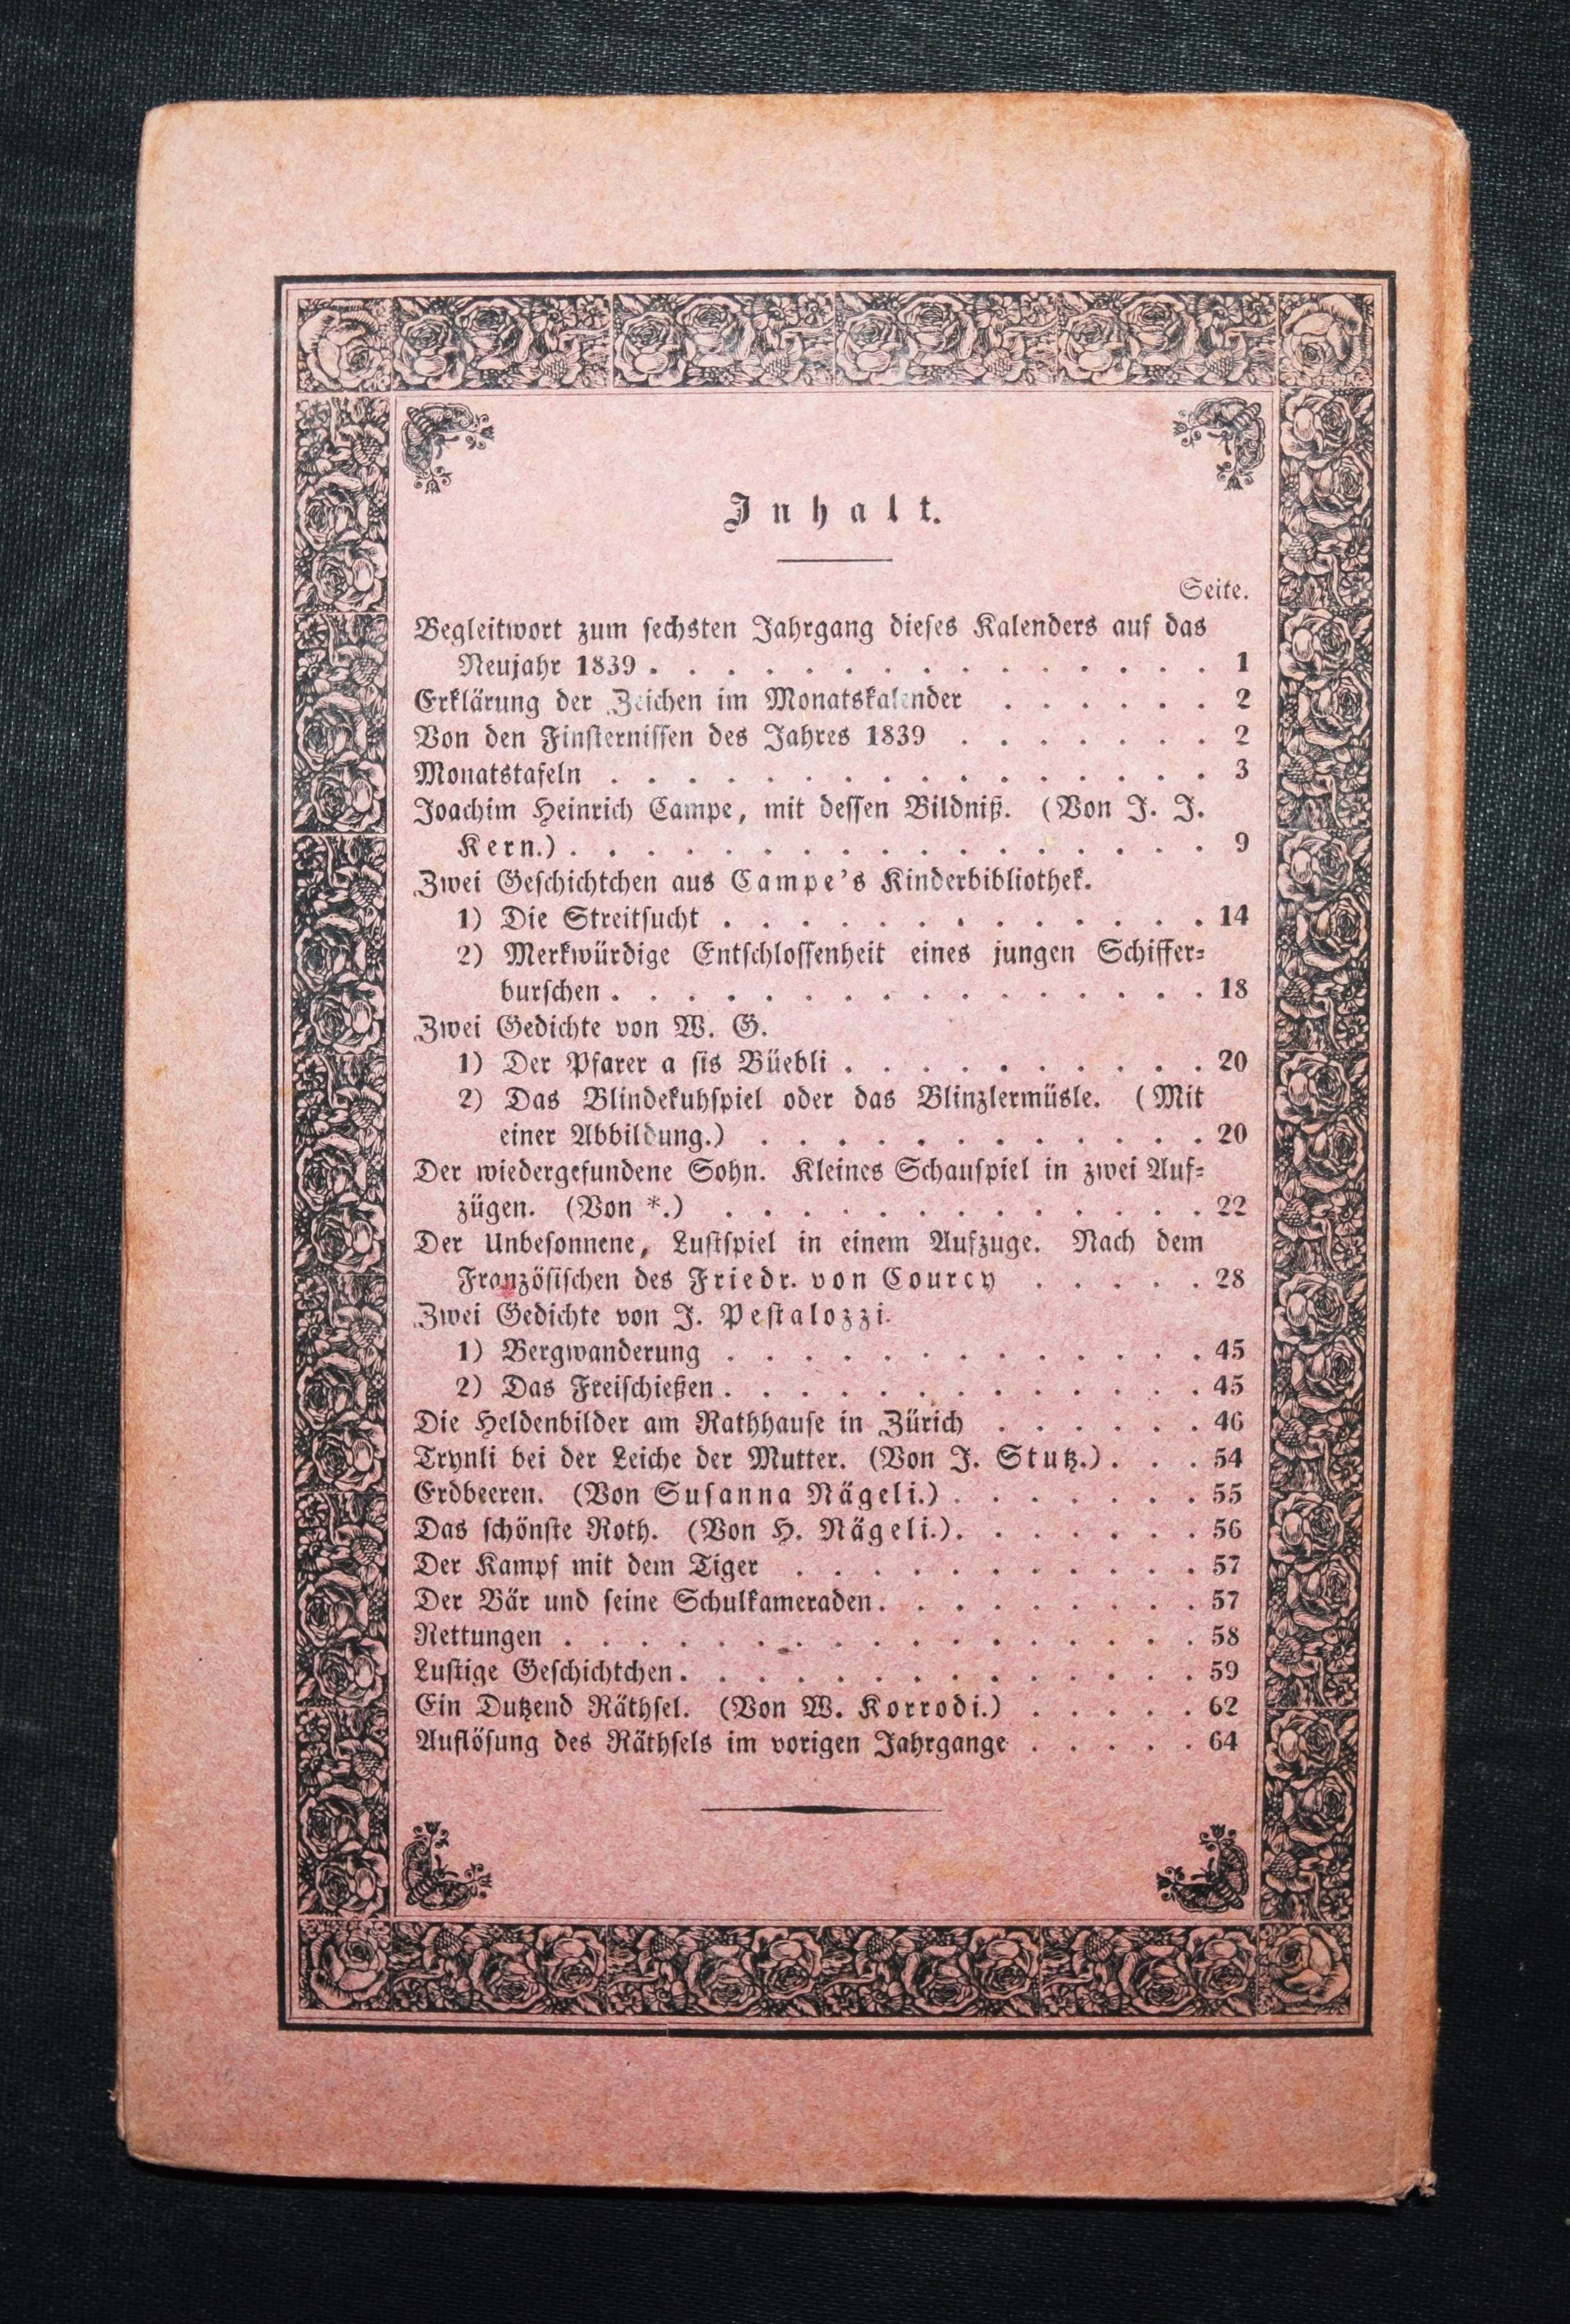 Inhalt.
Seite.
Begleitwort zum sechsten Jahrgang dieses Kalenders auf das
Neujahr 1839 . . . . . . . . . . . . . . . 1
Erklärung der Zeichen im Monatskalender . . . . . . 2
Von den Finsternissen des Jahres 1839 . . . . . . . 2
Monatstafeln . . . . . . . . . . . . . . . . 3
Joachim Heinrich Campe, mit dessen Bildniß. (Von J. J.
Kern.) . . . . . . . . . . . . . . . . . 9
Zwei Geschichtchen aus Campe's Kinderbibliothek.
1) Die Streitsucht . . . . . . . . . . . . . 14
2) Merkwürdige Entschlossenheit eines jungen Schiffer=
burschen . . . . . . . . . . . . . . . . 18
Zwei Gedichte von W. G.
1) Der Pfarer a sis Büebli . . . . . . . . . . 20
2) Das Blindekuhspiel oder das Blinzlermüsle. (Mit
einer Abbildung.) . . . . . . . . . . . . 20
Der wiedergefundene Sohn. Kleines Schauspiel in zwei Auf=
zügen. (Von *.) . . . . . . . . . . . . . 22
Der Unbesonnene, Lustspiel in einem Aufzuge. Nach dem
Französischen des Friedr. von Courcy . . . . . 28
Zwei Gedichte von J. Pestalozzi.
1) Bergwanderung . . . . . . . . . . . . . 45
2) Das Freischießen . . . . . . . . . . . . . 45
Die Heldenbilder am Rathhause in Zürich . . . . . . 46
Trynli bei der Leiche der Mutter. (Von J. Stutz.) . . . 54
Erdbeeren. (Von Susanna Nägeli.) . . . . . . . 55
Das schönste Roth. (Von H. Nägeli.) . . . . . . . 56
Der Kampf mit dem Tiger . . . . . . . . . . . 57
Der Bär und seine Schulkameraden . . . . . . . . . 57
Rettungen . . . . . . . . . . . . . . . . . 58
Lustige Geschichtchen . . . . . . . . . . . . . . 59
Ein Dutzend Räthsel. (Von W. Korrodi.) . . . . . 62
Auflösung des Räthsels im vorigen Jahrgange . . . . . 64